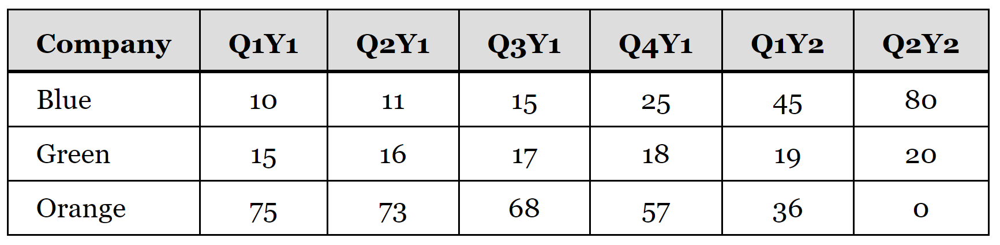 Company Q1Y1 Q2Y1 Q3Y1 Q4Y1 Q1Y2 Q2Y2
Blue 10 11 15 25 45 80
Green 15 16 17 18 19 20
Orange 75 73 68 57 36 0